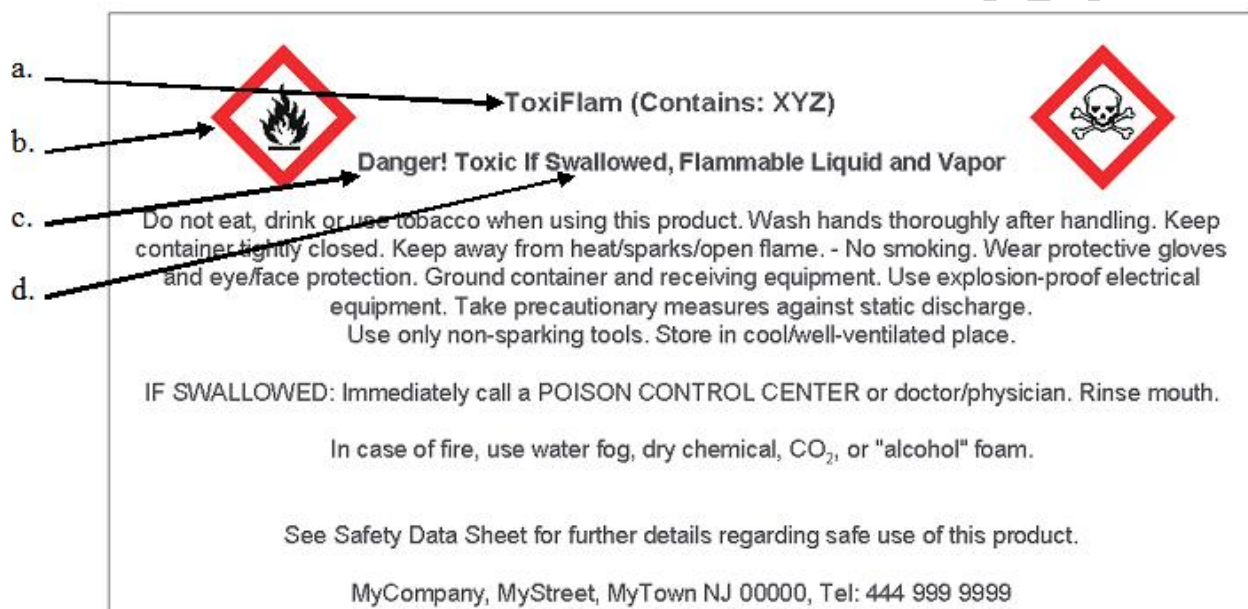 a.
ToxiFlam (Contains: XYZ)
b.
Danger! Toxic If Swallowed, Flammable Liquid and Vapor
c.
Do not eat, drink or use tobacco when using this product. Wash hands thoroughly after handling. Keep
container tightly closed. Keep away from heat/sparks/open flame. - No smoking. Wear protective gloves
d.
and eye/face protection. Ground container and receiving equipment. Use explosion-proof electrical
equipment. Take precautionary measures against static discharge.
Use only non-sparking tools. Store in cool/well-ventilated place.
IF SWALLOWED: Immediately call a POISON CONTROL CENTER or doctor/physician. Rinse mouth.
In case of fire, use water fog, dry chemical, CO₂, or "alcohol" foam.
See Safety Data Sheet for further details regarding safe use of this product.
MyCompany, MyStreet, MyTown NJ 00000, Tel: 444 999 9999